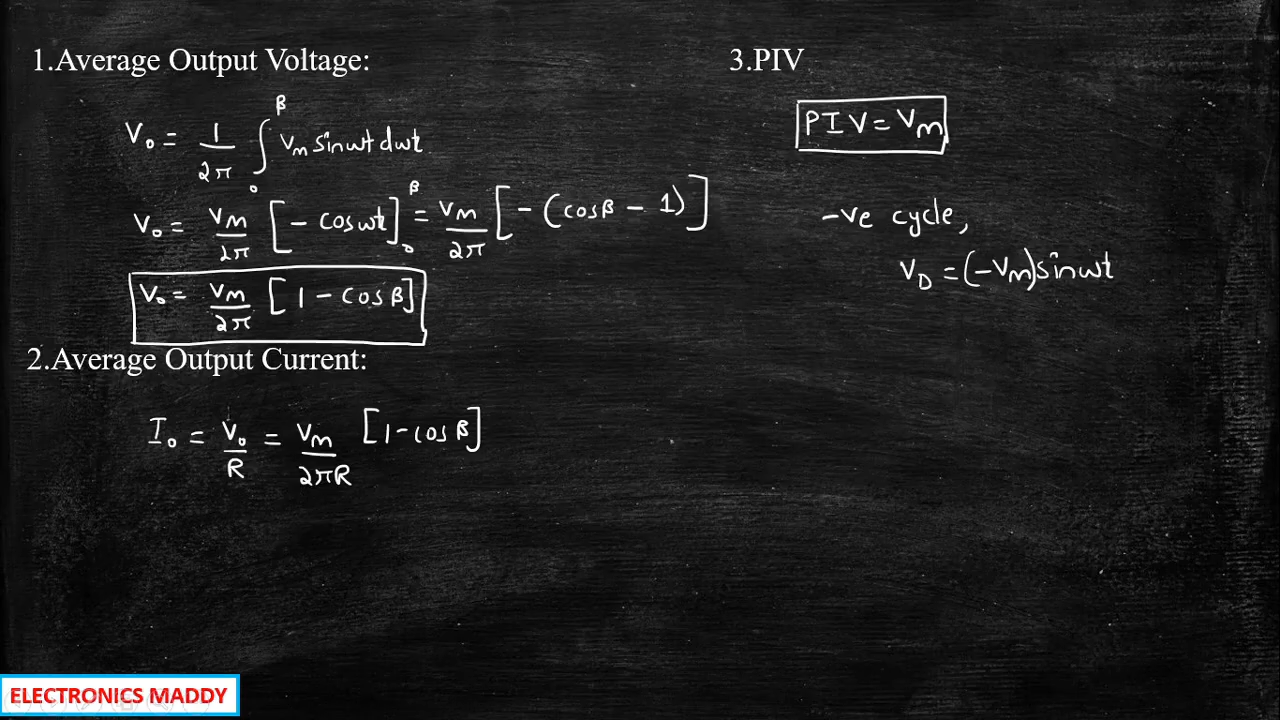 1.Average Output Voltage:
V₀ = 1/2π ∫₀^β Vm sinωt dωt
V₀ = Vm/2π [- cosωt]₀^β = Vm/2π [-(cosβ - 1)]
V₀ = Vm/2π [1 - cosβ]
2.Average Output Current:
I₀ = V₀/R = Vm/2πR [1-cosβ]
3.PIV
PIV = Vm
-ve cycle,
V_D = (-Vm)sinωt
ELECTRONICS MADDY